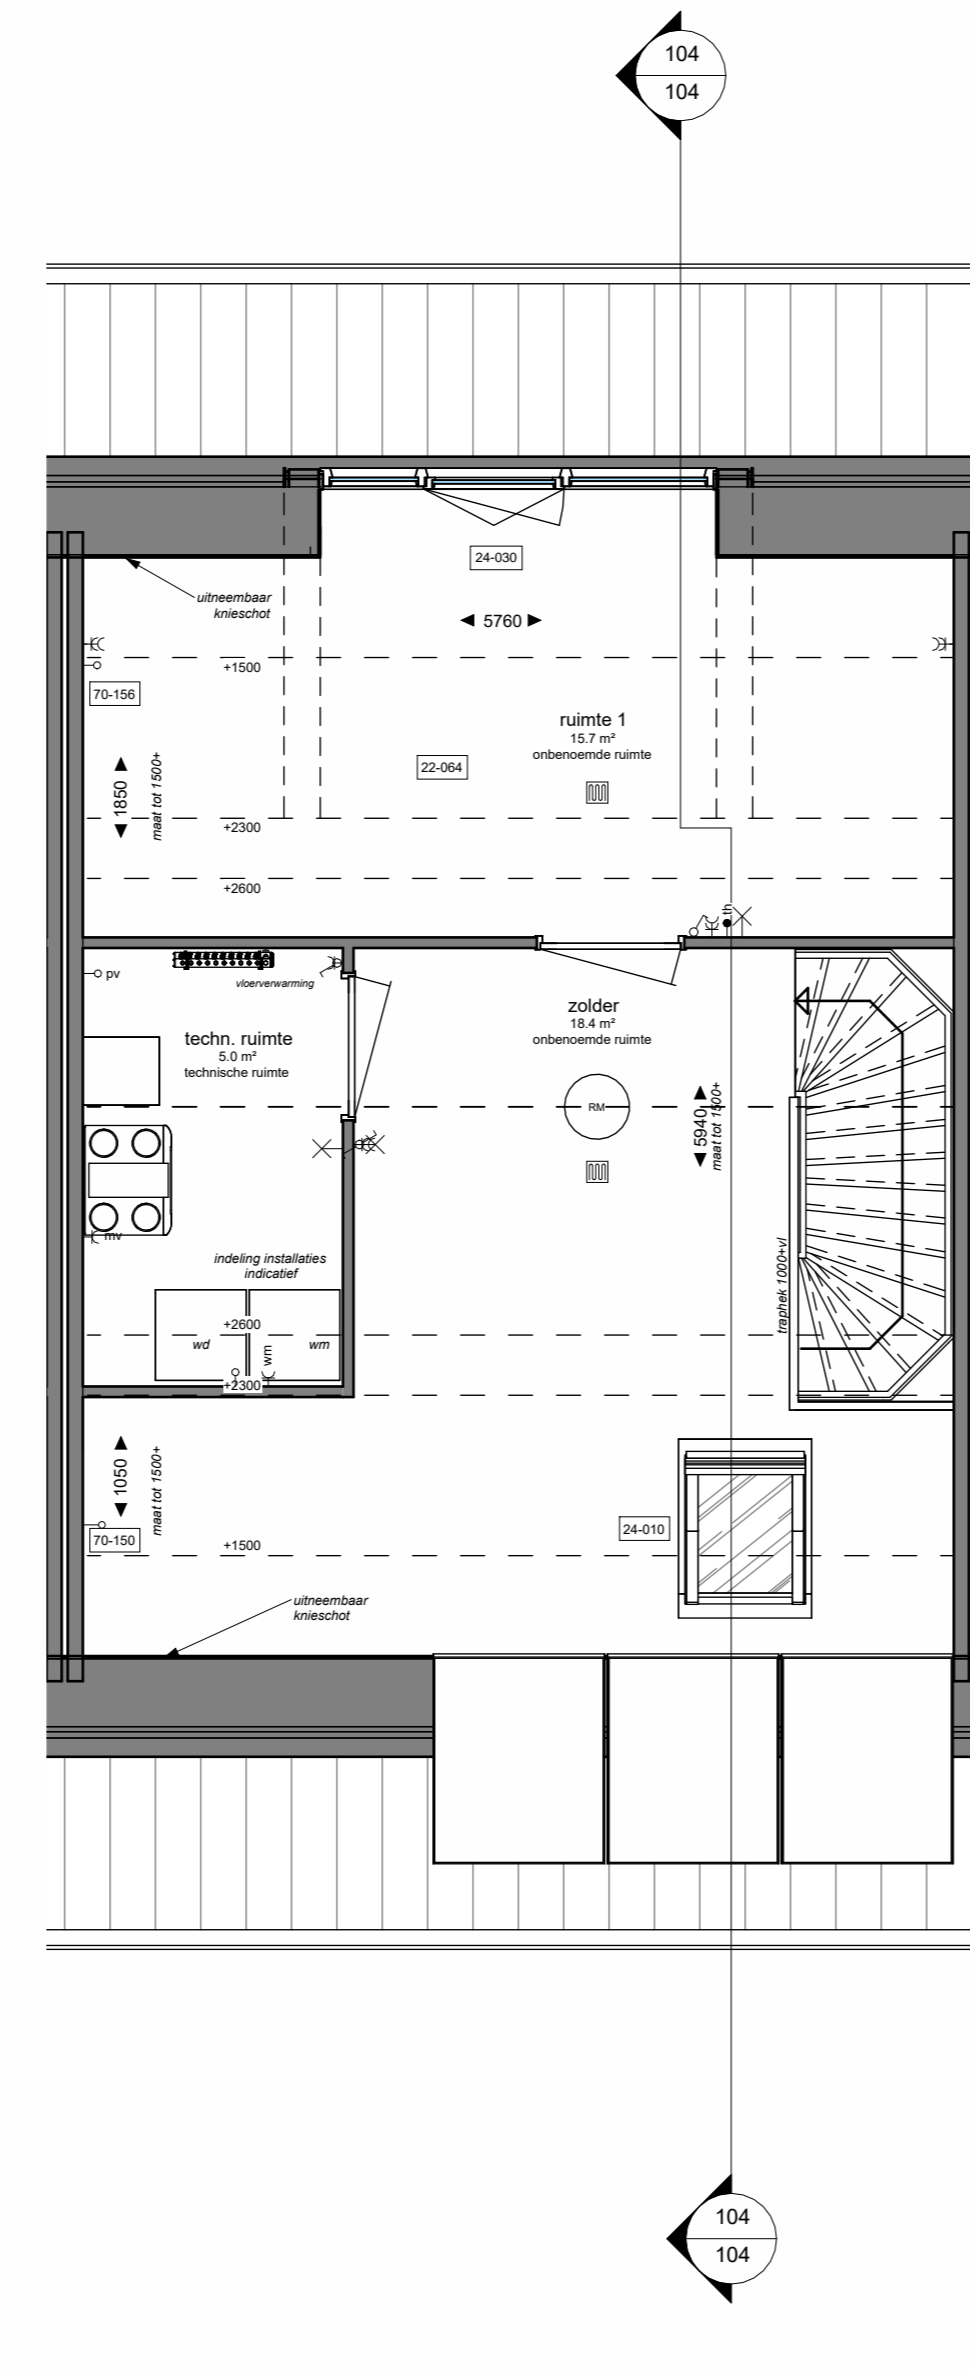 104
104
24-030
uitneembaar
knieschot
5760
+1500
70-156
ruimte 1
15.7 m²
onbenoemde ruimte
22-064
1850
maat tot 1500+
+2300
+2600
th
pv
vloerverwarming
zolder
18.4 m²
onbenoemde ruimte
techn. ruimte
5.0 m²
technische ruimte
RM
5940
maat tot 1500+
mv
traphek 1000+vl
indeling installaties
indicatief
+2600
wd
wm
wm
+2300
1050
maat tot 1500+
24-010
70-150
+1500
uitneembaar
knieschot
104
104